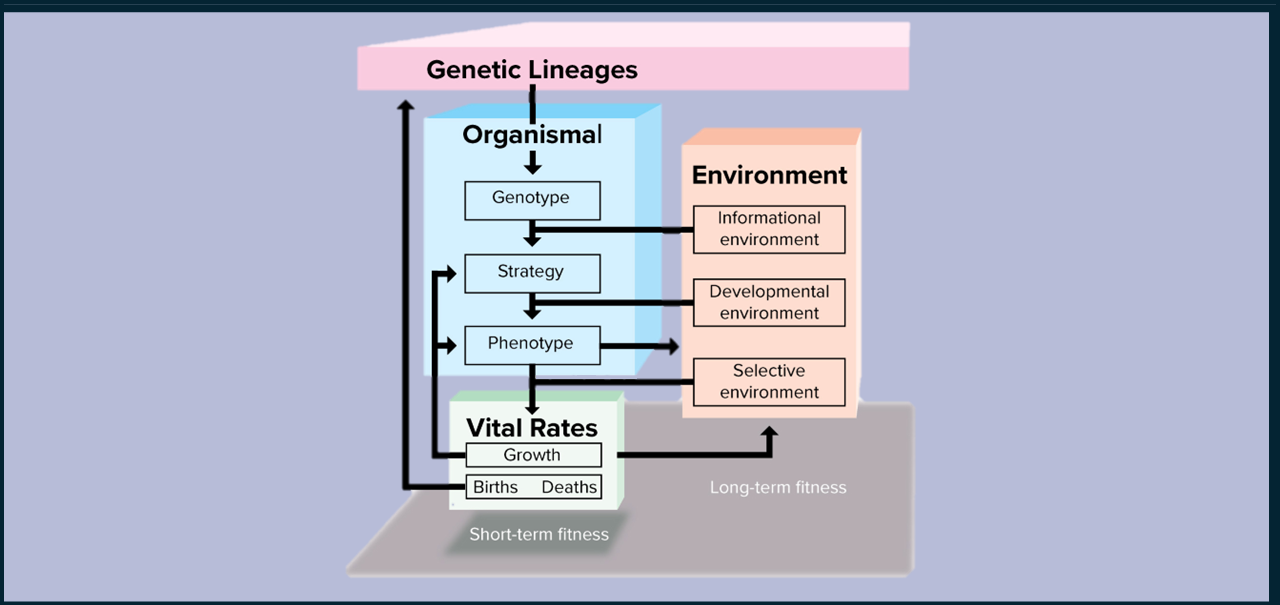 Genetic Lineages
Organismal
Genotype
Strategy
Phenotype
Environment
Informational
environment
Developmental
environment
Selective
environment
Vital Rates
Growth
Births Deaths
Short-term fitness
Long-term fitness